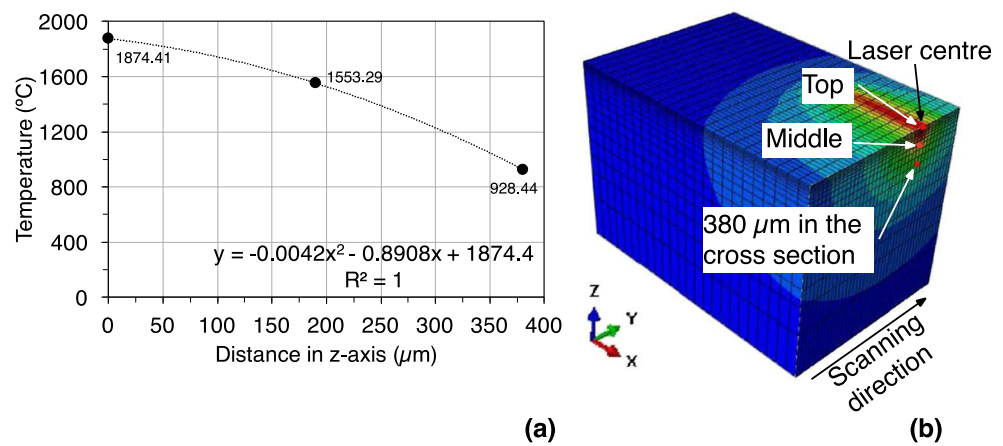 2000
1600
1200
800
400
0
Temperature (ºC)
1874.41
1553.29
928.44
y = -0.0042x² - 0.8908x + 1874.4
R² = 1
0 50 100 150 200 250 300 350 400
Distance in z-axis (µm)
(a)
Laser centre
Top
Middle
380 µm in the
cross section
Z
Y
X
Scanning
direction
(b)